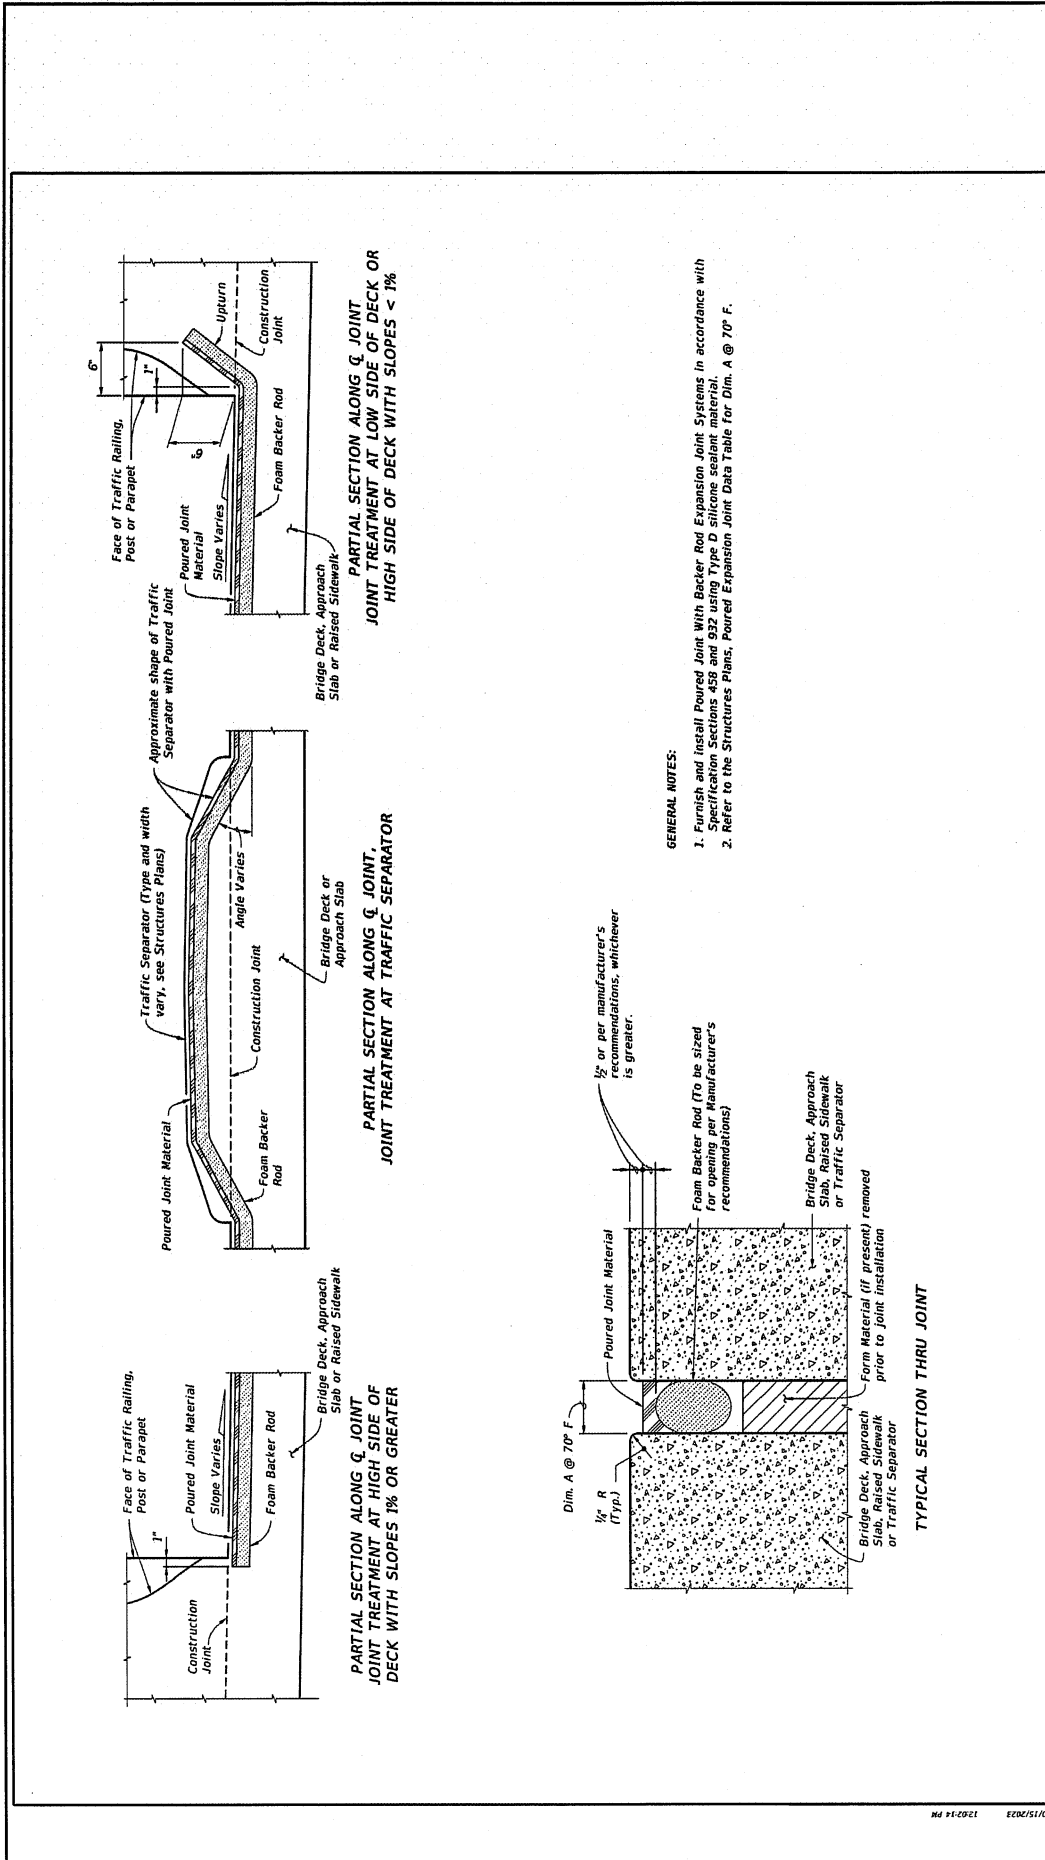 Face of Traffic Railing,
Post or Parapet
1"
Construction
Joint
Poured Joint Material
Slope Varies
Foam Backer Rod
Bridge Deck, Approach
Slab or Raised Sidewalk
PARTIAL SECTION ALONG ℄ JOINT
JOINT TREATMENT AT HIGH SIDE OF
DECK WITH SLOPES 1% OR GREATER
Traffic Separator (Type and width
vary, see Structures Plans)
Approximate shape of Traffic
Separator with Poured Joint
Poured Joint Material
Angle Varies
Construction Joint
Foam Backer
Rod
Bridge Deck or
Approach Slab
PARTIAL SECTION ALONG ℄ JOINT,
JOINT TREATMENT AT TRAFFIC SEPARATOR
Face of Traffic Railing,
Post or Parapet
6"
1"
6"
Upturn
Poured Joint
Material
Slope Varies
Construction
Joint
Foam Backer Rod
Bridge Deck, Approach
Slab or Raised Sidewalk
PARTIAL SECTION ALONG ℄ JOINT
JOINT TREATMENT AT LOW SIDE OF DECK OR
HIGH SIDE OF DECK WITH SLOPES < 1%
Dim. A @ 70° F
¼" R
(Typ.)
Poured Joint Material
½" or per manufacturer's
recommendations, whichever
is greater.
Foam Backer Rod (To be sized
for opening per Manufacturer's
recommendations)
Bridge Deck, Approach
Slab, Raised Sidewalk
or Traffic Separator
Form Material (if present) removed
prior to joint installation
Bridge Deck, Approach
Slab, Raised Sidewalk
or Traffic Separator
TYPICAL SECTION THRU JOINT
GENERAL NOTES:
1. Furnish and install Poured Joint With Backer Rod Expansion Joint Systems in accordance with
Specification Sections 458 and 932 using Type D silicone sealant material.
2. Refer to the Structures Plans, Poured Expansion Joint Data Table for Dim. A @ 70° F.
0/15/2023 12:02:14 PM